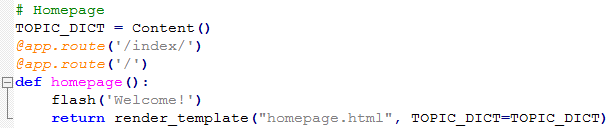 # Homepage
TOPIC_DICT = Content()
@app.route('/index/')
@app.route('/')
def homepage():
    flash('Welcome!')
    return render_template("homepage.html", TOPIC_DICT=TOPIC_DICT)